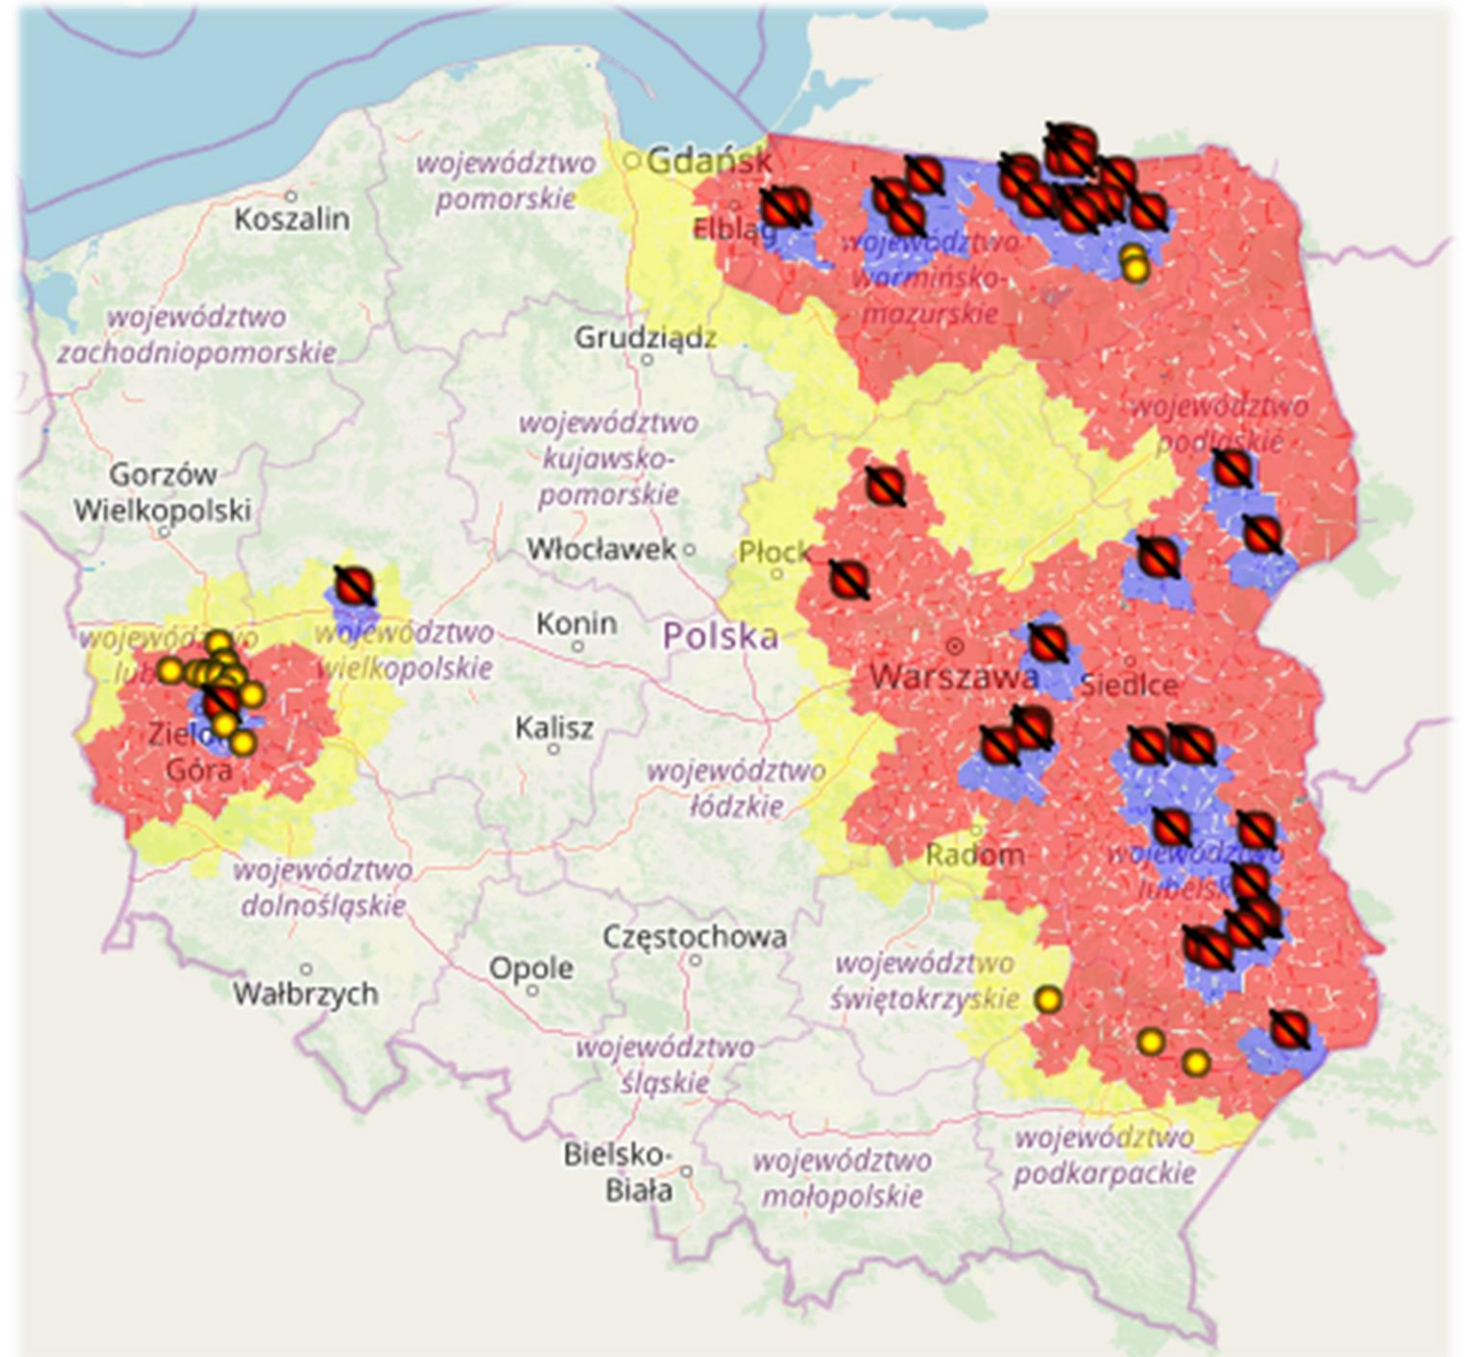 Gdańsk
województwo
pomorskie
Koszalin
Elbląg
województwo
warmińsko-
mazurskie
województwo
zachodniopomorskie
Grudziądz
województwo
podlaskie
województwo
kujawsko-
pomorskie
Gorzów
Wielkopolski
Włocławek
Płock
Konin
Polska
województwo
województwo
wielkopolskie
Warszawa
Siedlce
Kalisz
Góra
województwo
łódzkie
Radom
województwo
województwo
dolnośląskie
Częstochowa
Opole
województwo
świętokrzyskie
Wałbrzych
województwo
śląskie
województwo
podkarpackie
Bielsko-
Biała
województwo
małopolskie